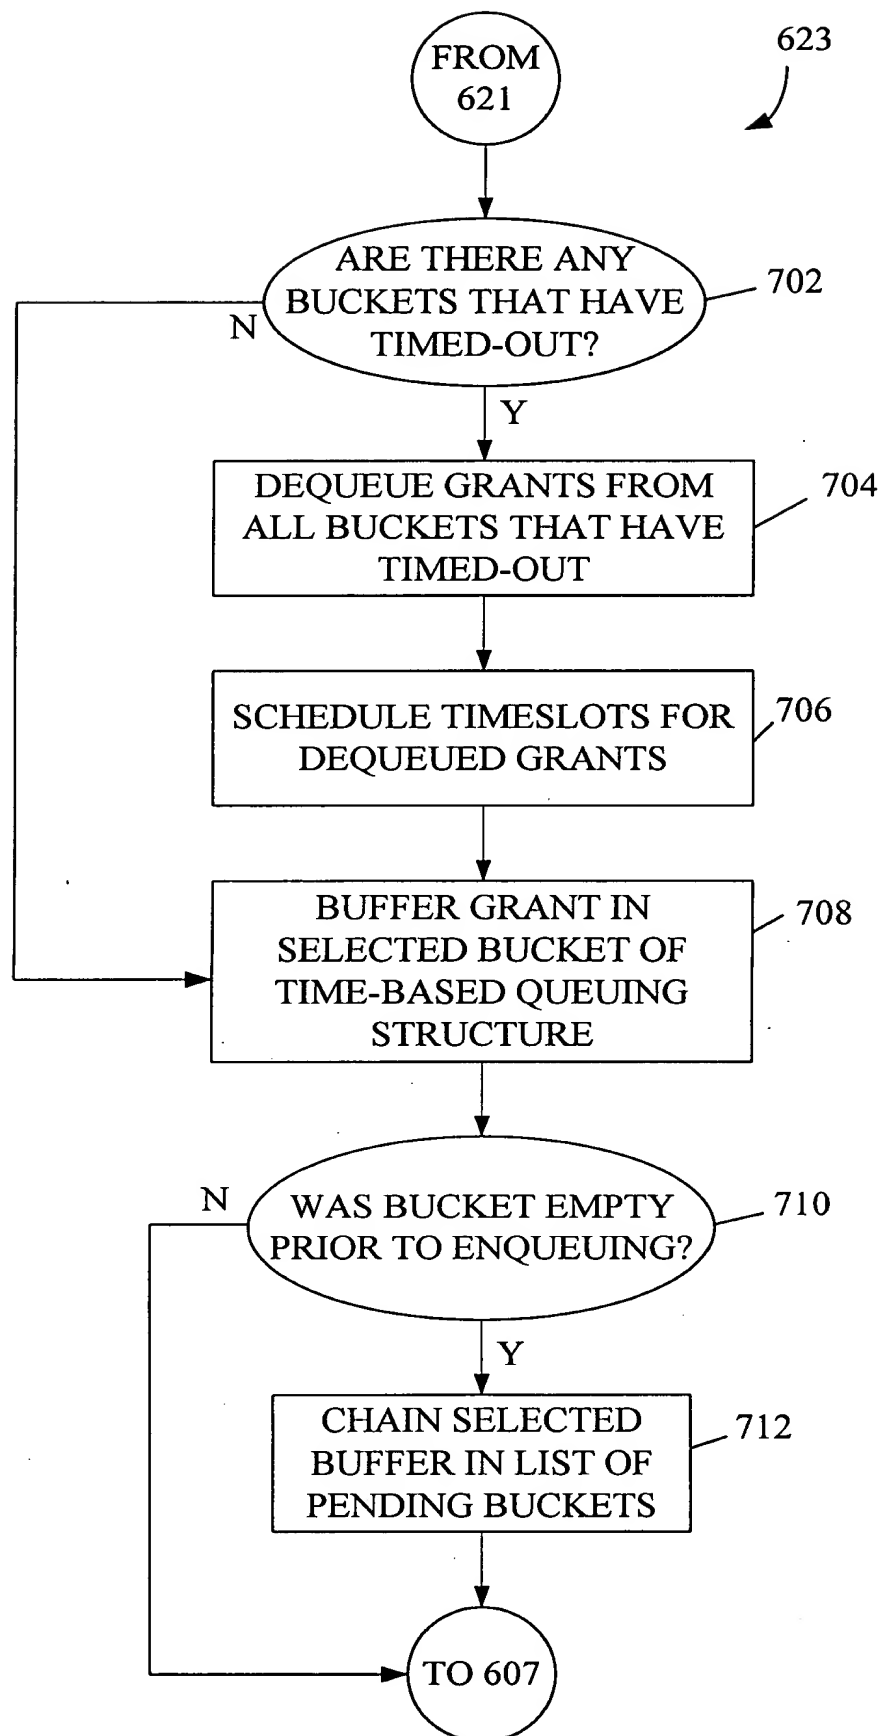 FROM
621
623
ARE THERE ANY
BUCKETS THAT HAVE
TIMED-OUT?
702
N
Y
DEQUEUE GRANTS FROM
ALL BUCKETS THAT HAVE
TIMED-OUT
704
SCHEDULE TIMESLOTS FOR
DEQUEUED GRANTS
706
BUFFER GRANT IN
SELECTED BUCKET OF
TIME-BASED QUEUING
STRUCTURE
708
N
WAS BUCKET EMPTY
PRIOR TO ENQUEUING?
710
Y
CHAIN SELECTED
BUFFER IN LIST OF
PENDING BUCKETS
712
TO 607